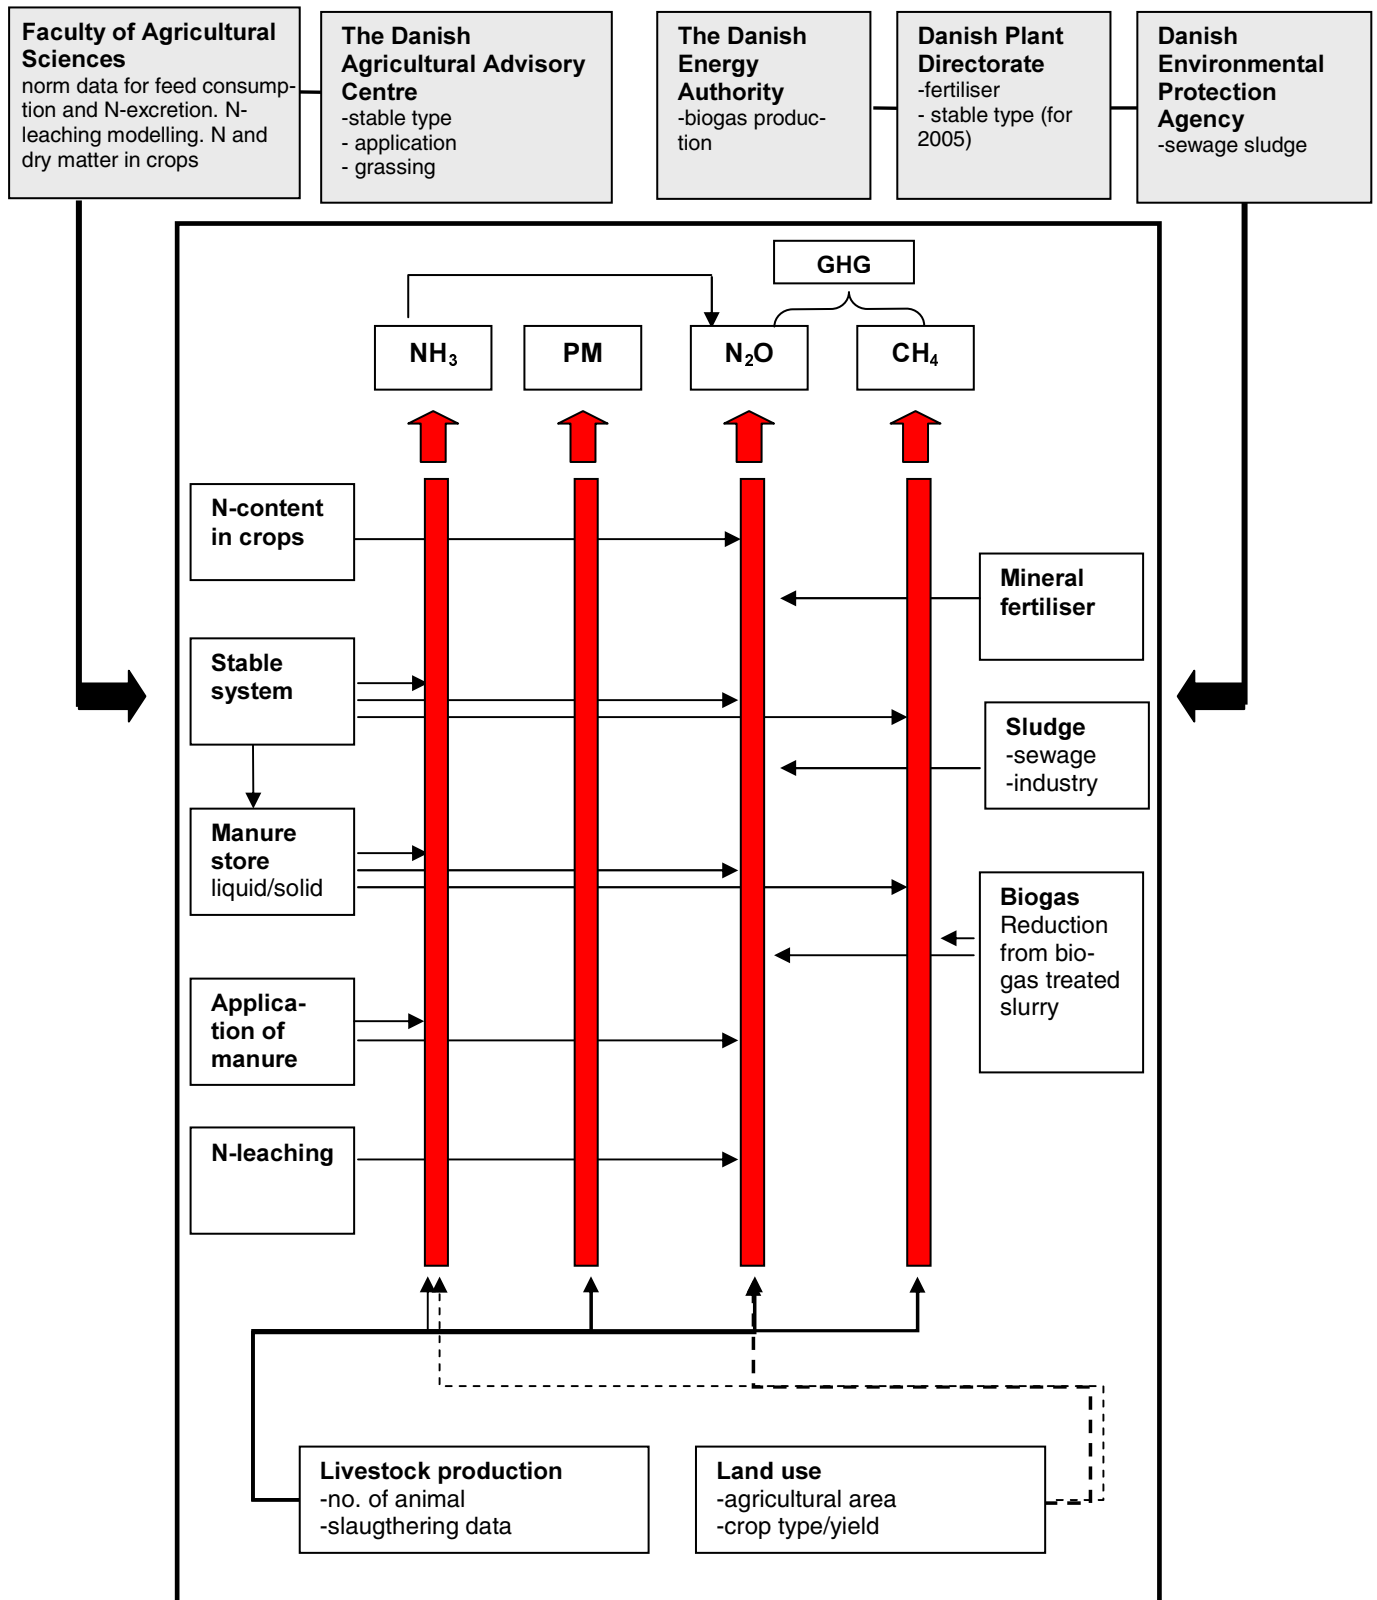 Faculty of Agricultural
Sciences
norm data for feed consump-
tion and N-excretion. N-
leaching modelling. N and
dry matter in crops
The Danish
Agricultural Advisory
Centre
-stable type
- application
- grassing
The Danish
Energy
Authority
-biogas produc-
tion
Danish Plant
Directorate
-fertiliser
- stable type (for
2005)
Danish
Environmental
Protection
Agency
-sewage sludge
GHG
NH₃
PM
N₂O
CH₄
N-content
in crops
Mineral
fertiliser
Stable
system
Sludge
-sewage
-industry
Manure
store
liquid/solid
Biogas
Reduction
from bio-
gas treated
slurry
Applica-
tion of
manure
N-leaching
Livestock production
-no. of animal
-slaugthering data
Land use
-agricultural area
-crop type/yield